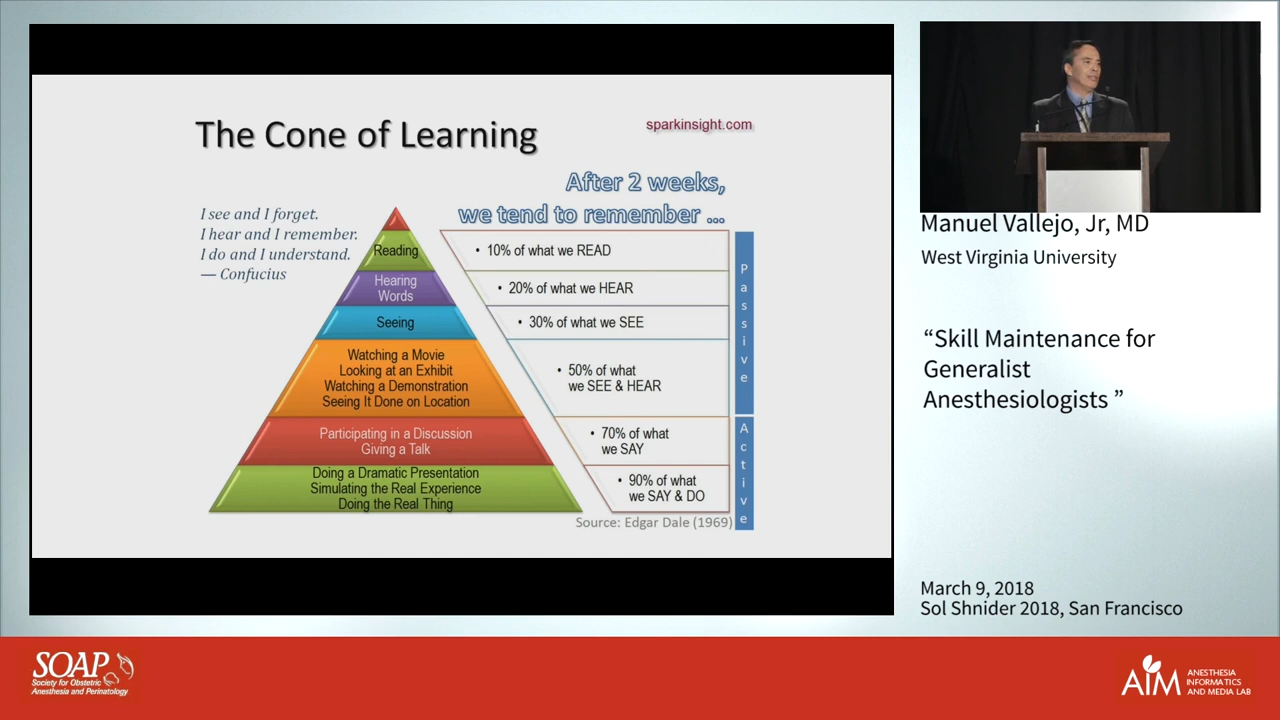 The Cone of Learning
sparkinsight.com
After 2 weeks,
we tend to remember ...
I see and I forget.
I hear and I remember.
I do and I understand.
— Confucius
Reading
Hearing
Words
Seeing
Watching a Movie
Looking at an Exhibit
Watching a Demonstration
Seeing It Done on Location
Participating in a Discussion
Giving a Talk
Doing a Dramatic Presentation
Simulating the Real Experience
Doing the Real Thing
• 10% of what we READ
• 20% of what we HEAR
• 30% of what we SEE
• 50% of what
we SEE & HEAR
• 70% of what
we SAY
• 90% of what
we SAY & DO
Passive
Active
Source: Edgar Dale (1969)
Manuel Vallejo, Jr, MD
West Virginia University
“Skill Maintenance for
Generalist
Anesthesiologists ”
March 9, 2018
Sol Shnider 2018, San Francisco
SOAP
Society for Obstetric
Anesthesia and Perinatology
AIM
ANESTHESIA
INFORMATICS
AND MEDIA LAB